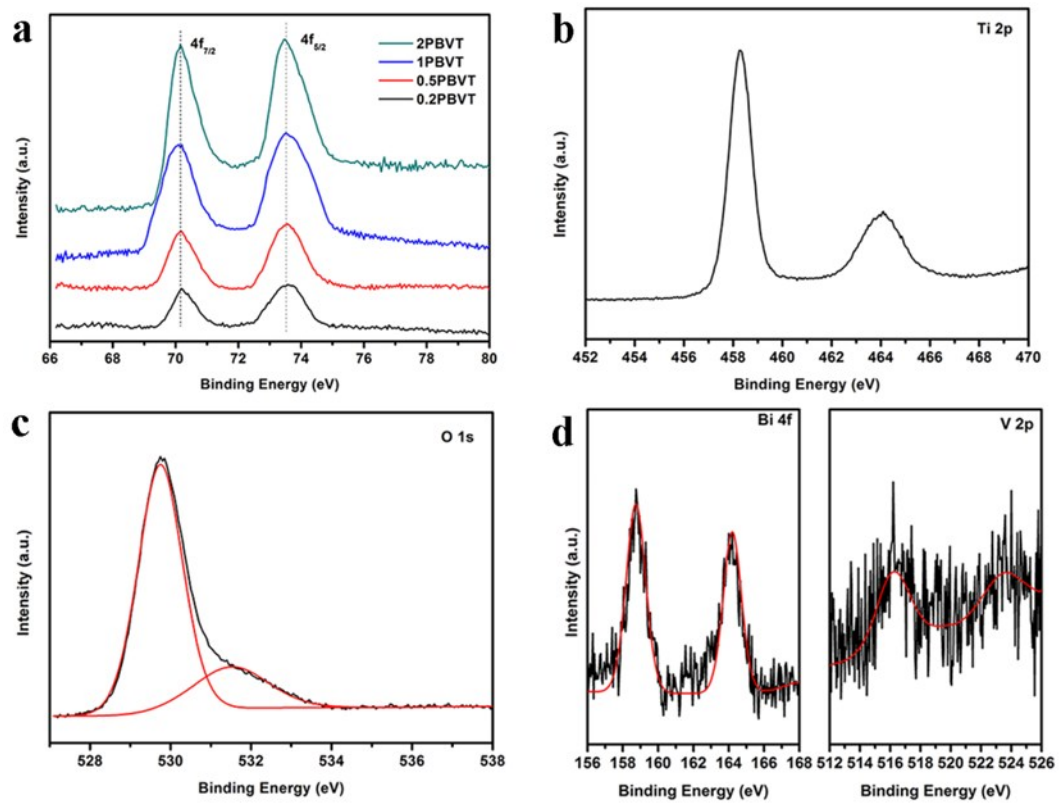 a
4f7/2
4f5/2
2PBVT
1PBVT
0.5PBVT
0.2PBVT
Intensity (a.u.)
66 68 70 72 74 76 78 80
Binding Energy (eV)
b
Ti 2p
Intensity (a.u.)
452 454 456 458 460 462 464 466 468 470
Binding Energy (eV)
c
O 1s
Intensity (a.u.)
528 530 532 534 536 538
Binding Energy (eV)
d
Bi 4f
V 2p
Intensity (a.u.)
156 158 160 162 164 166 168
512 514 516 518 520 522 524 526
Binding Energy (eV)
Binding Energy (eV)